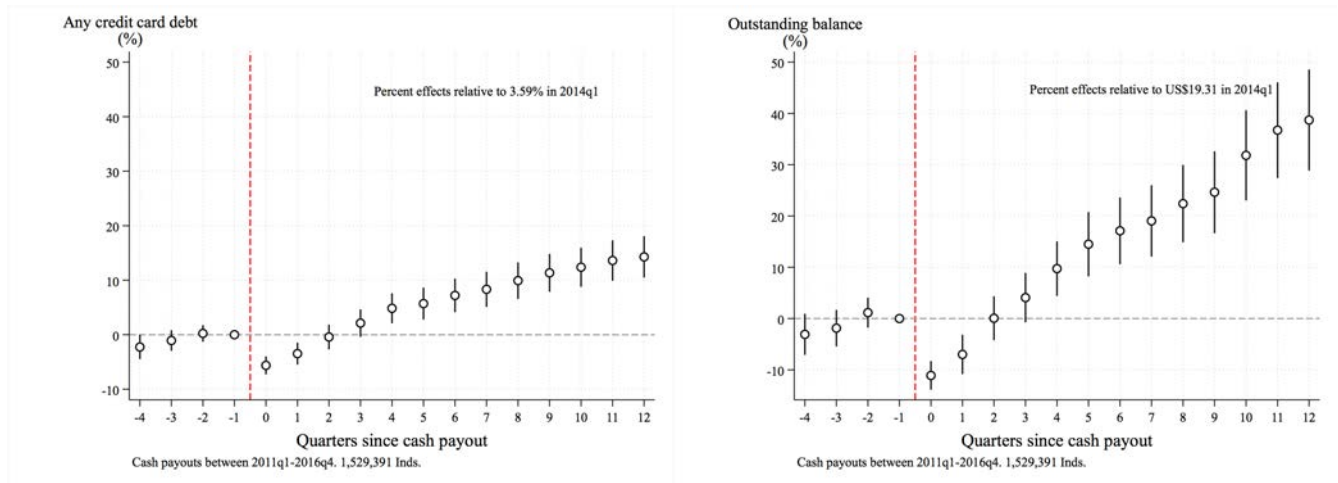 Any credit card debt
(%)
50
40
30
20
10
0
-10
Percent effects relative to 3.59% in 2014q1
-4 -3 -2 -1 0 1 2 3 4 5 6 7 8 9 10 11 12
Quarters since cash payout
Cash payouts between 2011q1-2016q4. 1,529,391 Inds.
Outstanding balance
(%)
50
40
30
20
10
0
-10
Percent effects relative to US$19.31 in 2014q1
-4 -3 -2 -1 0 1 2 3 4 5 6 7 8 9 10 11 12
Quarters since cash payout
Cash payouts between 2011q1-2016q4. 1,529,391 Inds.